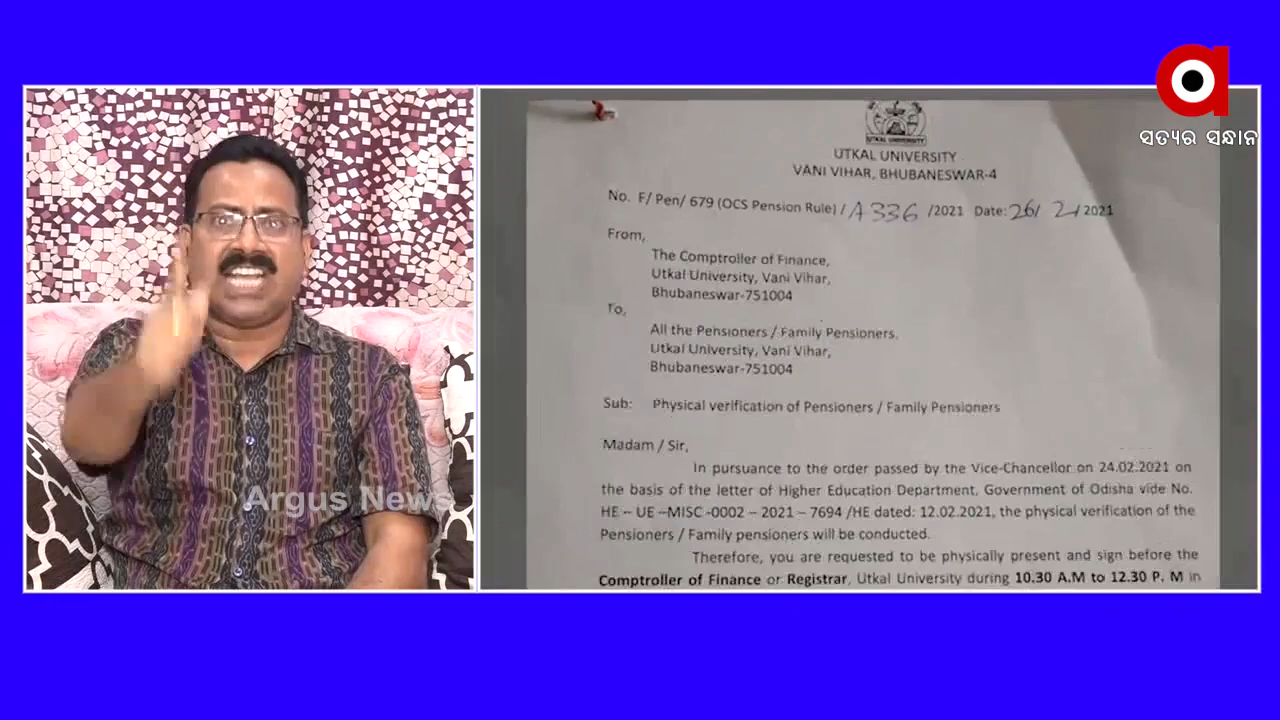 ସତ୍ୟର ସନ୍ଧାନ
Argus News
UTKAL UNIVERSITY
UTKAL UNIVERSITY
VANI VIHAR, BHUBANESWAR-4
No. F/ Pen/ 679 (OCS Pension Rule) / A 336 /2021 Date: 26/ 2/ 2021
From,
The Comptroller of Finance,
Utkal University, Vani Vihar,
Bhubaneswar-751004
To,
All the Pensioners / Family Pensioners,
Utkal University, Vani Vihar,
Bhubaneswar-751004
Sub: Physical verification of Pensioners / Family Pensioners
Madam / Sir,
In pursuance to the order passed by the Vice-Chancellor on 24.02.2021 on
the basis of the letter of Higher Education Department, Government of Odisha vide No.
HE – UE –MISC -0002 – 2021 – 7694 /HE dated: 12.02.2021, the physical verification of the
Pensioners / Family pensioners will be conducted.
Therefore, you are requested to be physically present and sign before the
Comptroller of Finance or Registrar, Utkal University during 10.30 A.M to 12.30 P. M in